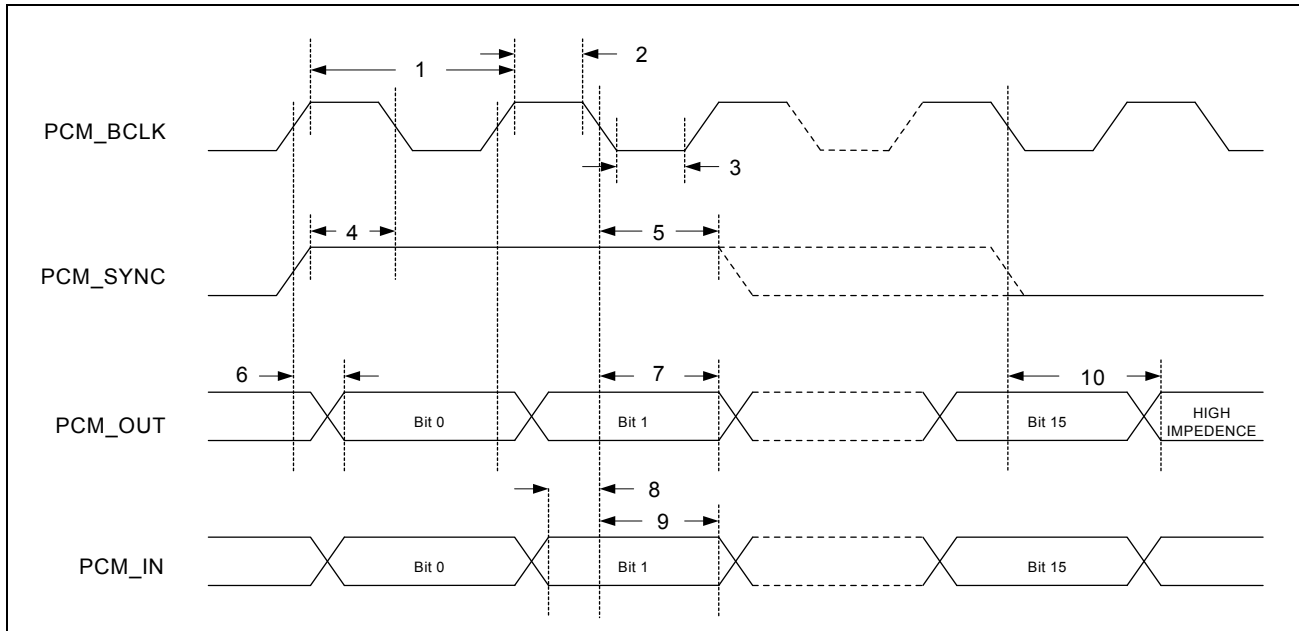 1
2
PCM_BCLK
3
4
5
PCM_SYNC
6
7
10
PCM_OUT
Bit 0
Bit 1
Bit 15
HIGH
IMPEDENCE
8
9
PCM_IN
Bit 0
Bit 1
Bit 15